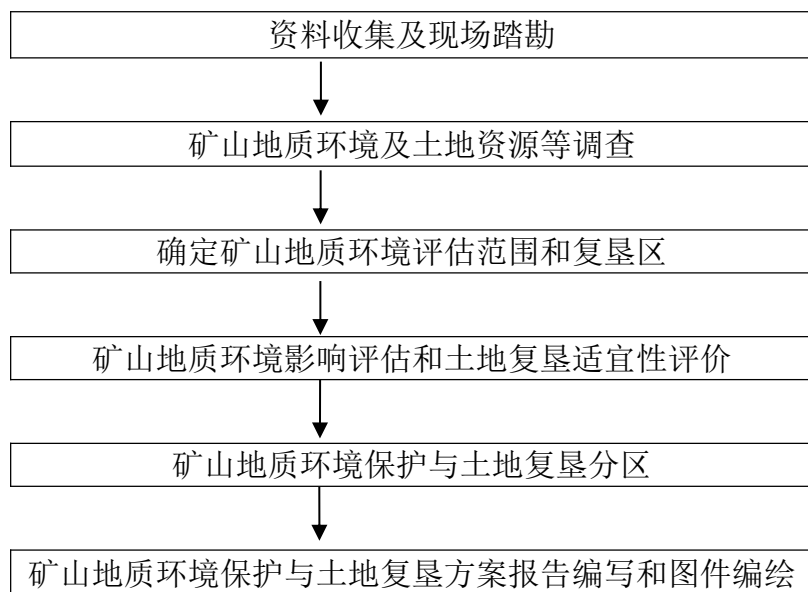 资料收集及现场踏勘
矿山地质环境及土地资源等调查
确定矿山地质环境评估范围和复垦区
矿山地质环境影响评估和土地复垦适宜性评价
矿山地质环境保护与土地复垦分区
矿山地质环境保护与土地复垦方案报告编写和图件编绘